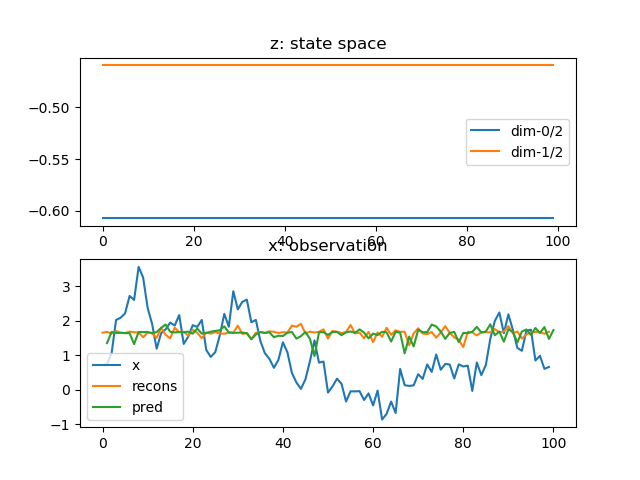 z: state space
−0.50
−0.55
−0.60
dim-0/2
dim-1/2
0 20 40 60 80 100
x: observation
3
2
1
0
−1
x
recons
pred
0 20 40 60 80 100